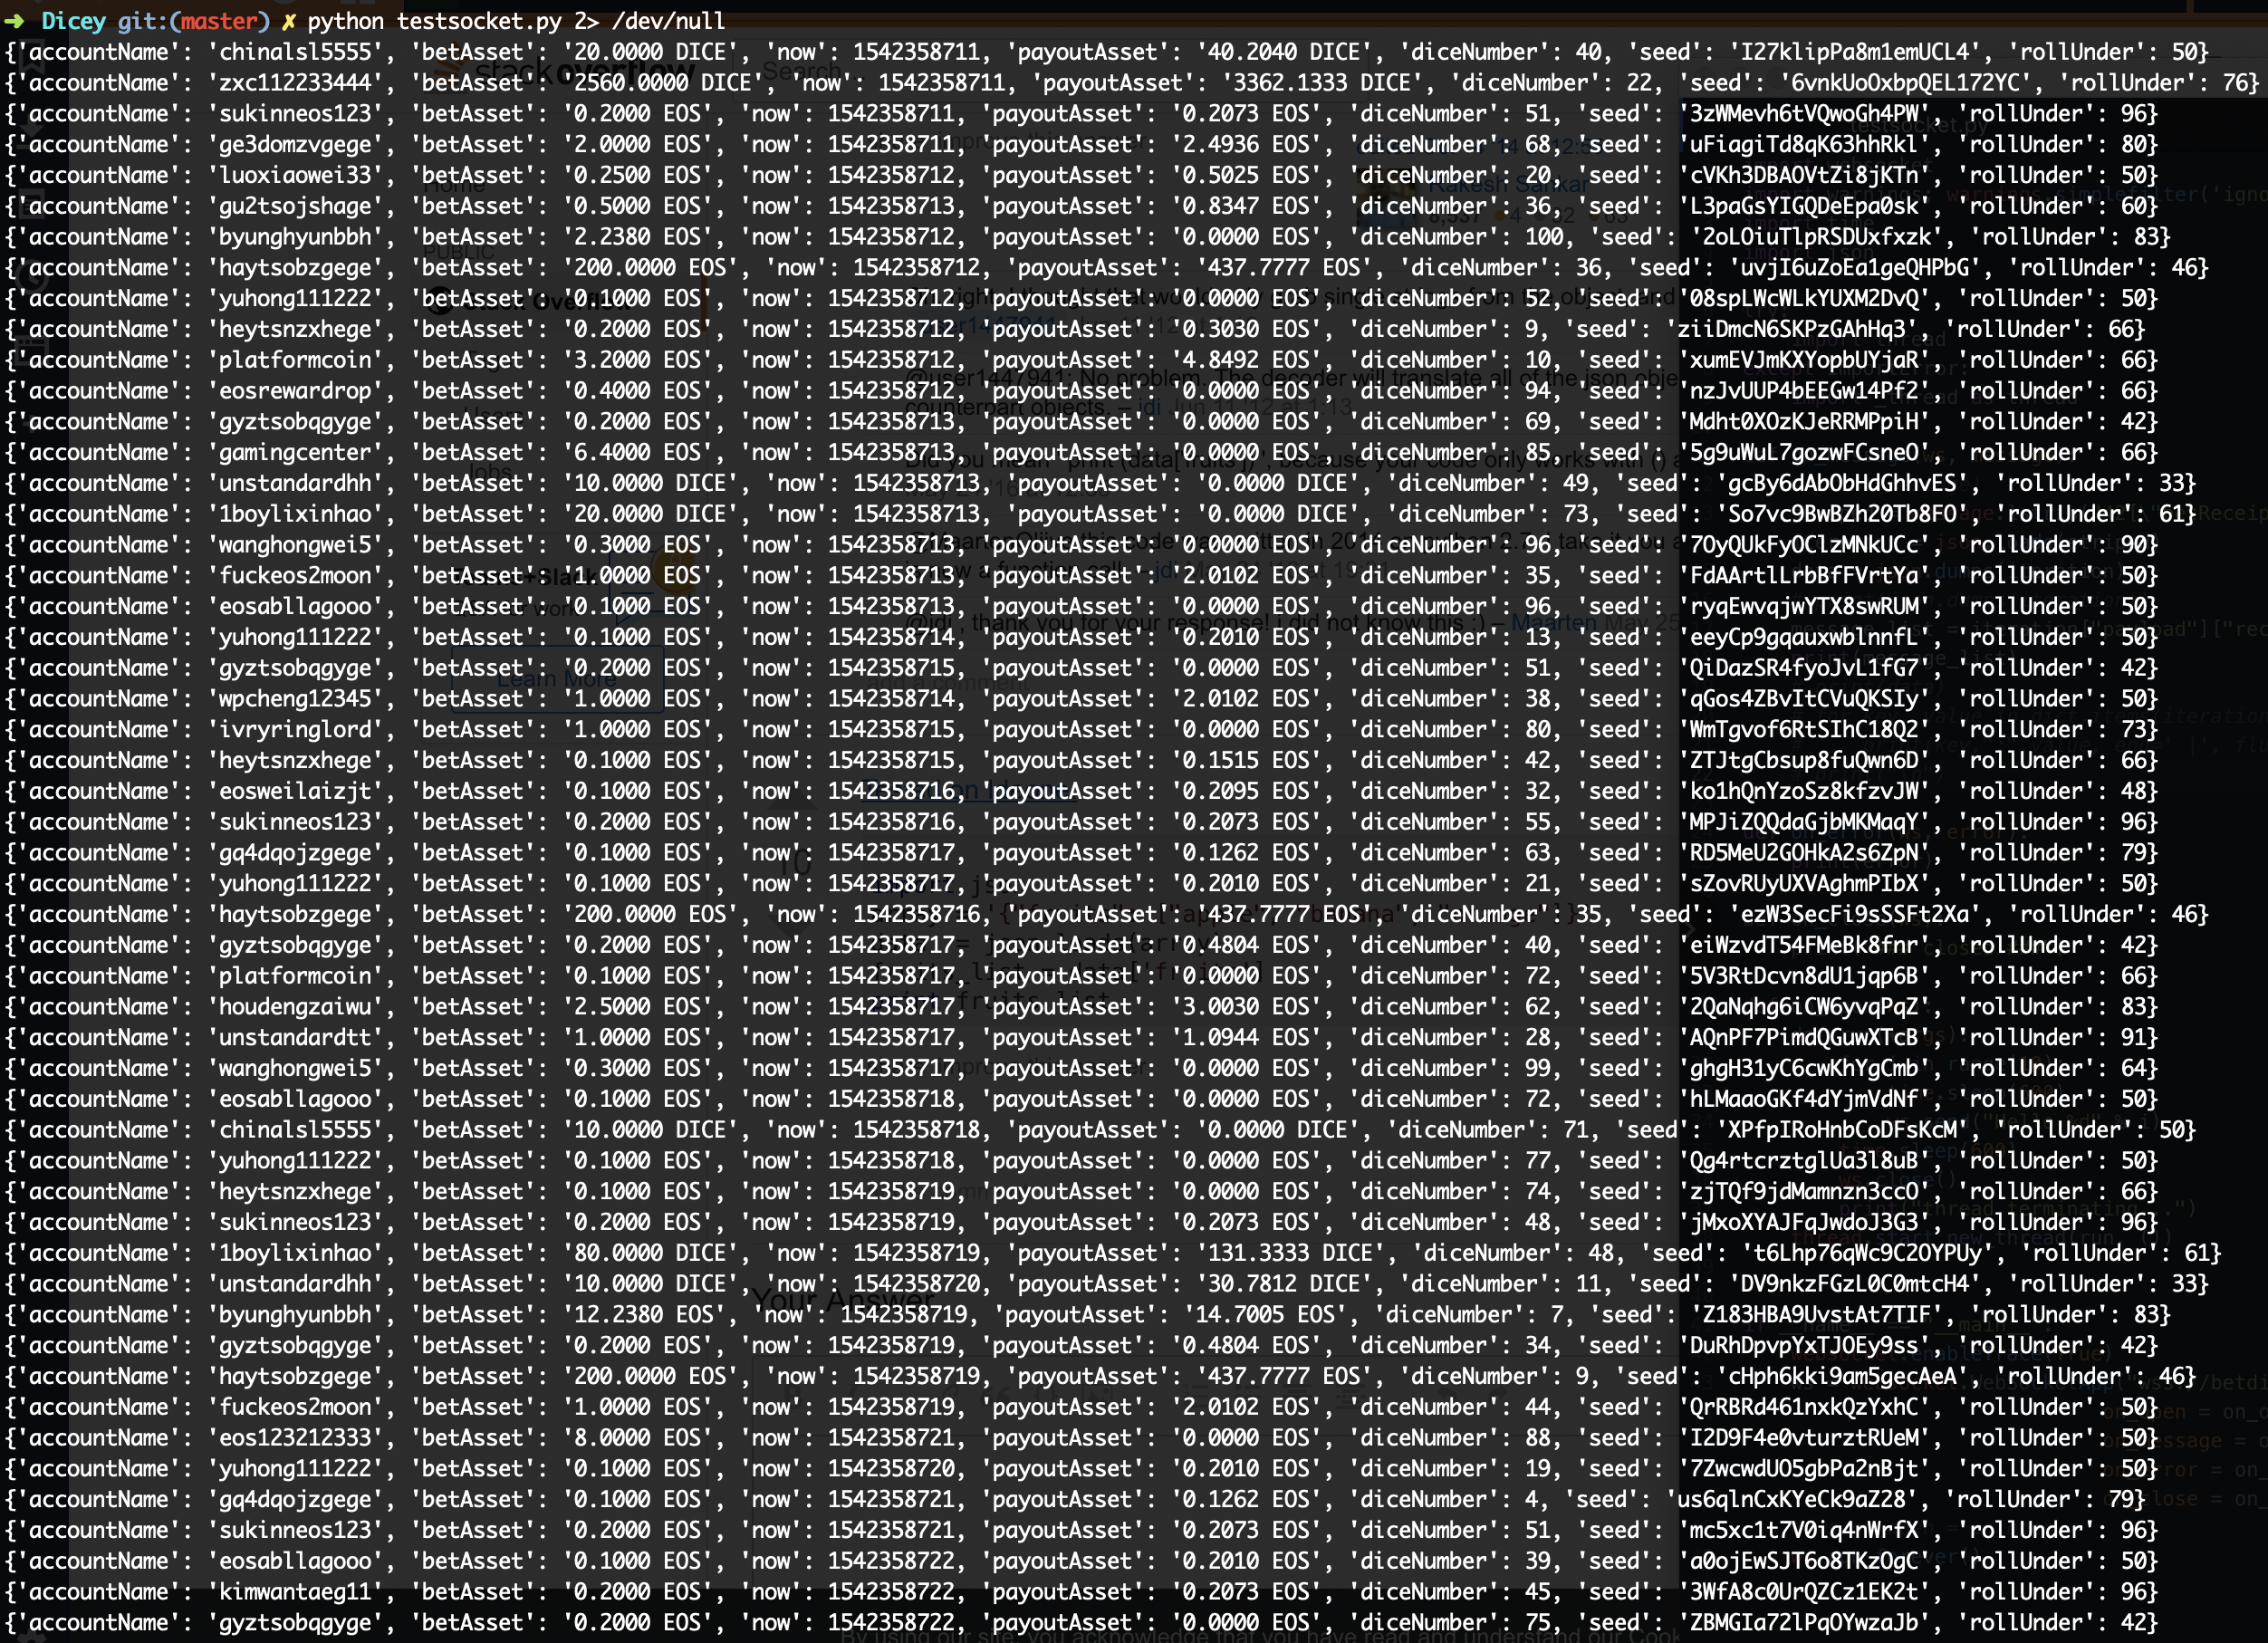 ➜ Dicey git:(master) ✗ python testsocket.py 2> /dev/null
{'accountName': 'chinalsl5555', 'betAsset': '20.0000 DICE', 'now': 1542358711, 'payoutAsset': '40.2040 DICE', 'diceNumber': 40, 'seed': 'I27klipPa8m1emUCL4', 'rollUnder': 50}
{'accountName': 'zxc112233444', 'betAsset': '2560.0000 DICE', 'now': 1542358711, 'payoutAsset': '3362.1333 DICE', 'diceNumber': 22, 'seed': '6vnkUoOxbpQEL172YC', 'rollUnder': 76}
{'accountName': 'sukinneos123', 'betAsset': '0.2000 EOS', 'now': 1542358711, 'payoutAsset': '0.2073 EOS', 'diceNumber': 51, 'seed': '3zWMevh6tVQwoGh4PW', 'rollUnder': 96}
{'accountName': 'ge3domzvgege', 'betAsset': '2.0000 EOS', 'now': 1542358711, 'payoutAsset': '2.4936 EOS', 'diceNumber': 68, 'seed': 'uFiagiTd8qK63hhRkl', 'rollUnder': 80}
{'accountName': 'luoxiaowei33', 'betAsset': '0.2500 EOS', 'now': 1542358712, 'payoutAsset': '0.5025 EOS', 'diceNumber': 20, 'seed': 'cVKh3DBAOVtZi8jKTn', 'rollUnder': 50}
{'accountName': 'gu2tsojshage', 'betAsset': '0.5000 EOS', 'now': 1542358713, 'payoutAsset': '0.8347 EOS', 'diceNumber': 36, 'seed': 'L3paGsYIGQDeEpa0sk', 'rollUnder': 60}
{'accountName': 'byunghyunbbh', 'betAsset': '2.2380 EOS', 'now': 1542358712, 'payoutAsset': '0.0000 EOS', 'diceNumber': 100, 'seed': '2oLOiuTlpRSDUxfxzk', 'rollUnder': 83}
{'accountName': 'haytsobzgege', 'betAsset': '200.0000 EOS', 'now': 1542358712, 'payoutAsset': '437.7777 EOS', 'diceNumber': 36, 'seed': 'uvjI6uZoEa1geQHPbG', 'rollUnder': 46}
{'accountName': 'yuhong111222', 'betAsset': '0.1000 EOS', 'now': 1542358712, 'payoutAsset': '0.0000 EOS', 'diceNumber': 52, 'seed': '08spLWcWLkYUXM2DvQ', 'rollUnder': 50}
{'accountName': 'heytsnzxhege', 'betAsset': '0.2000 EOS', 'now': 1542358712, 'payoutAsset': '0.3030 EOS', 'diceNumber': 9, 'seed': 'ziiDmcN6SKPzGAhHq3', 'rollUnder': 66}
{'accountName': 'platformcoin', 'betAsset': '3.2000 EOS', 'now': 1542358712, 'payoutAsset': '4.8492 EOS', 'diceNumber': 10, 'seed': 'xumEVJmKXYopbUYjaR', 'rollUnder': 66}
{'accountName': 'eosrewardrop', 'betAsset': '0.4000 EOS', 'now': 1542358712, 'payoutAsset': '0.0000 EOS', 'diceNumber': 94, 'seed': 'nzJvUUP4bEEGw14Pf2', 'rollUnder': 66}
{'accountName': 'gyztsobqgyge', 'betAsset': '0.2000 EOS', 'now': 1542358713, 'payoutAsset': '0.0000 EOS', 'diceNumber': 69, 'seed': 'Mdht0XOzKJeRRMPpiH', 'rollUnder': 42}
{'accountName': 'gamingcenter', 'betAsset': '6.4000 EOS', 'now': 1542358713, 'payoutAsset': '0.0000 EOS', 'diceNumber': 85, 'seed': '5g9uWuL7gozwFCsneO', 'rollUnder': 66}
{'accountName': 'unstandardhh', 'betAsset': '10.0000 DICE', 'now': 1542358713, 'payoutAsset': '0.0000 DICE', 'diceNumber': 49, 'seed': 'gcBy6dAbObHdGhhvES', 'rollUnder': 33}
{'accountName': '1boylixinhao', 'betAsset': '20.0000 DICE', 'now': 1542358713, 'payoutAsset': '0.0000 DICE', 'diceNumber': 73, 'seed': 'So7vc9BwBZh20Tb8FO', 'rollUnder': 61}
{'accountName': 'wanghongwei5', 'betAsset': '0.3000 EOS', 'now': 1542358713, 'payoutAsset': '0.0000 EOS', 'diceNumber': 96, 'seed': '7OyQUkFyOClzMNkUCc', 'rollUnder': 90}
{'accountName': 'fuckeos2moon', 'betAsset': '1.0000 EOS', 'now': 1542358713, 'payoutAsset': '2.0102 EOS', 'diceNumber': 35, 'seed': 'FdAArtlLrbBfFVrtYa', 'rollUnder': 50}
{'accountName': 'eosabllagooo', 'betAsset': '0.1000 EOS', 'now': 1542358713, 'payoutAsset': '0.0000 EOS', 'diceNumber': 96, 'seed': 'ryqEwvqjwYTX8swRUM', 'rollUnder': 50}
{'accountName': 'yuhong111222', 'betAsset': '0.1000 EOS', 'now': 1542358714, 'payoutAsset': '0.2010 EOS', 'diceNumber': 13, 'seed': 'eeyCp9gqauxwblnnfL', 'rollUnder': 50}
{'accountName': 'gyztsobqgyge', 'betAsset': '0.2000 EOS', 'now': 1542358715, 'payoutAsset': '0.0000 EOS', 'diceNumber': 51, 'seed': 'QiDazSR4fyoJvL1fG7', 'rollUnder': 42}
{'accountName': 'wpcheng12345', 'betAsset': '1.0000 EOS', 'now': 1542358714, 'payoutAsset': '2.0102 EOS', 'diceNumber': 38, 'seed': 'qGos4ZBvItCVuQKSIy', 'rollUnder': 50}
{'accountName': 'ivryringlord', 'betAsset': '1.0000 EOS', 'now': 1542358715, 'payoutAsset': '0.0000 EOS', 'diceNumber': 80, 'seed': 'WmTgvof6RtSIhC18Q2', 'rollUnder': 73}
{'accountName': 'heytsnzxhege', 'betAsset': '0.1000 EOS', 'now': 1542358715, 'payoutAsset': '0.1515 EOS', 'diceNumber': 42, 'seed': 'ZTJtgCbsup8fuQwn6D', 'rollUnder': 66}
{'accountName': 'eosweilaizjt', 'betAsset': '0.1000 EOS', 'now': 1542358716, 'payoutAsset': '0.2095 EOS', 'diceNumber': 32, 'seed': 'ko1hQnYzoSz8kfzvJW', 'rollUnder': 48}
{'accountName': 'sukinneos123', 'betAsset': '0.2000 EOS', 'now': 1542358716, 'payoutAsset': '0.2073 EOS', 'diceNumber': 55, 'seed': 'MPJiZQQdaGjbMKMaqY', 'rollUnder': 96}
{'accountName': 'gq4dqojzgege', 'betAsset': '0.1000 EOS', 'now': 1542358717, 'payoutAsset': '0.1262 EOS', 'diceNumber': 63, 'seed': 'RD5MeU2GOHkA2s6ZpN', 'rollUnder': 79}
{'accountName': 'yuhong111222', 'betAsset': '0.1000 EOS', 'now': 1542358717, 'payoutAsset': '0.2010 EOS', 'diceNumber': 21, 'seed': 'sZovRUyUXVAghmPIbX', 'rollUnder': 50}
{'accountName': 'haytsobzgege', 'betAsset': '200.0000 EOS', 'now': 1542358716, 'payoutAsset': '437.7777 EOS', 'diceNumber': 35, 'seed': 'ezW3SecFi9sSSFt2Xa', 'rollUnder': 46}
{'accountName': 'gyztsobqgyge', 'betAsset': '0.2000 EOS', 'now': 1542358717, 'payoutAsset': '0.4804 EOS', 'diceNumber': 40, 'seed': 'eiWzvdT54FMeBk8fnr', 'rollUnder': 42}
{'accountName': 'platformcoin', 'betAsset': '0.1000 EOS', 'now': 1542358717, 'payoutAsset': '0.0000 EOS', 'diceNumber': 72, 'seed': '5V3RtDcvn8dU1jqp6B', 'rollUnder': 66}
{'accountName': 'houdengzaiwu', 'betAsset': '2.5000 EOS', 'now': 1542358717, 'payoutAsset': '3.0030 EOS', 'diceNumber': 62, 'seed': '2QaNqhg6iCW6yvqPqZ', 'rollUnder': 83}
{'accountName': 'unstandardtt', 'betAsset': '1.0000 EOS', 'now': 1542358717, 'payoutAsset': '1.0944 EOS', 'diceNumber': 28, 'seed': 'AQnPF7PimdQGuwXTcB', 'rollUnder': 91}
{'accountName': 'wanghongwei5', 'betAsset': '0.3000 EOS', 'now': 1542358717, 'payoutAsset': '0.0000 EOS', 'diceNumber': 99, 'seed': 'ghgH31yC6cwKhYgCmb', 'rollUnder': 64}
{'accountName': 'eosabllagooo', 'betAsset': '0.1000 EOS', 'now': 1542358718, 'payoutAsset': '0.0000 EOS', 'diceNumber': 72, 'seed': 'hLMaaoGKf4dYjmVdNf', 'rollUnder': 50}
{'accountName': 'chinalsl5555', 'betAsset': '10.0000 DICE', 'now': 1542358718, 'payoutAsset': '0.0000 DICE', 'diceNumber': 71, 'seed': 'XPfpIRoHnbCoDFsKcM', 'rollUnder': 50}
{'accountName': 'yuhong111222', 'betAsset': '0.1000 EOS', 'now': 1542358718, 'payoutAsset': '0.0000 EOS', 'diceNumber': 77, 'seed': 'Qg4rtcrztglUa3l8uB', 'rollUnder': 50}
{'accountName': 'heytsnzxhege', 'betAsset': '0.1000 EOS', 'now': 1542358719, 'payoutAsset': '0.0000 EOS', 'diceNumber': 74, 'seed': 'zjTQf9jdMamnzn3ccO', 'rollUnder': 66}
{'accountName': 'sukinneos123', 'betAsset': '0.2000 EOS', 'now': 1542358719, 'payoutAsset': '0.2073 EOS', 'diceNumber': 48, 'seed': 'jMxoXYAJFqJwdoJ3G3', 'rollUnder': 96}
{'accountName': '1boylixinhao', 'betAsset': '80.0000 DICE', 'now': 1542358719, 'payoutAsset': '131.3333 DICE', 'diceNumber': 48, 'seed': 't6Lhp76qWc9C2OYPUy', 'rollUnder': 61}
{'accountName': 'unstandardhh', 'betAsset': '10.0000 DICE', 'now': 1542358720, 'payoutAsset': '30.7812 DICE', 'diceNumber': 11, 'seed': 'DV9nkzFGzL0C0mtcH4', 'rollUnder': 33}
{'accountName': 'byunghyunbbh', 'betAsset': '12.2380 EOS', 'now': 1542358719, 'payoutAsset': '14.7005 EOS', 'diceNumber': 7, 'seed': 'Z183HBA9UvstAt7TIF', 'rollUnder': 83}
{'accountName': 'gyztsobqgyge', 'betAsset': '0.2000 EOS', 'now': 1542358719, 'payoutAsset': '0.4804 EOS', 'diceNumber': 34, 'seed': 'DuRhDpvpYxTJOEy9ss', 'rollUnder': 42}
{'accountName': 'haytsobzgege', 'betAsset': '200.0000 EOS', 'now': 1542358719, 'payoutAsset': '437.7777 EOS', 'diceNumber': 9, 'seed': 'cHph6kki9am5gecAeA', 'rollUnder': 46}
{'accountName': 'fuckeos2moon', 'betAsset': '1.0000 EOS', 'now': 1542358719, 'payoutAsset': '2.0102 EOS', 'diceNumber': 44, 'seed': 'QrRBRd461nxkQzYxhC', 'rollUnder': 50}
{'accountName': 'eos123212333', 'betAsset': '8.0000 EOS', 'now': 1542358721, 'payoutAsset': '0.0000 EOS', 'diceNumber': 88, 'seed': 'I2D9F4e0vturztRUeM', 'rollUnder': 50}
{'accountName': 'yuhong111222', 'betAsset': '0.1000 EOS', 'now': 1542358720, 'payoutAsset': '0.2010 EOS', 'diceNumber': 19, 'seed': '7ZwcwdUO5gbPa2nBjt', 'rollUnder': 50}
{'accountName': 'gq4dqojzgege', 'betAsset': '0.1000 EOS', 'now': 1542358721, 'payoutAsset': '0.1262 EOS', 'diceNumber': 4, 'seed': 'us6qlnCxKYeCk9aZ28', 'rollUnder': 79}
{'accountName': 'sukinneos123', 'betAsset': '0.2000 EOS', 'now': 1542358721, 'payoutAsset': '0.2073 EOS', 'diceNumber': 51, 'seed': 'mc5xc1t7V0iq4nWrfX', 'rollUnder': 96}
{'accountName': 'eosabllagooo', 'betAsset': '0.1000 EOS', 'now': 1542358722, 'payoutAsset': '0.2010 EOS', 'diceNumber': 39, 'seed': 'a0ojEwSJT6o8TKzOgC', 'rollUnder': 50}
{'accountName': 'kimwantaeg11', 'betAsset': '0.2000 EOS', 'now': 1542358722, 'payoutAsset': '0.2073 EOS', 'diceNumber': 45, 'seed': '3WfA8c0UrQZCz1EK2t', 'rollUnder': 96}
{'accountName': 'gyztsobqgyge', 'betAsset': '0.2000 EOS', 'now': 1542358722, 'payoutAsset': '0.0000 EOS', 'diceNumber': 75, 'seed': 'ZBMGIa72lPqOYwzaJb', 'rollUnder': 42}